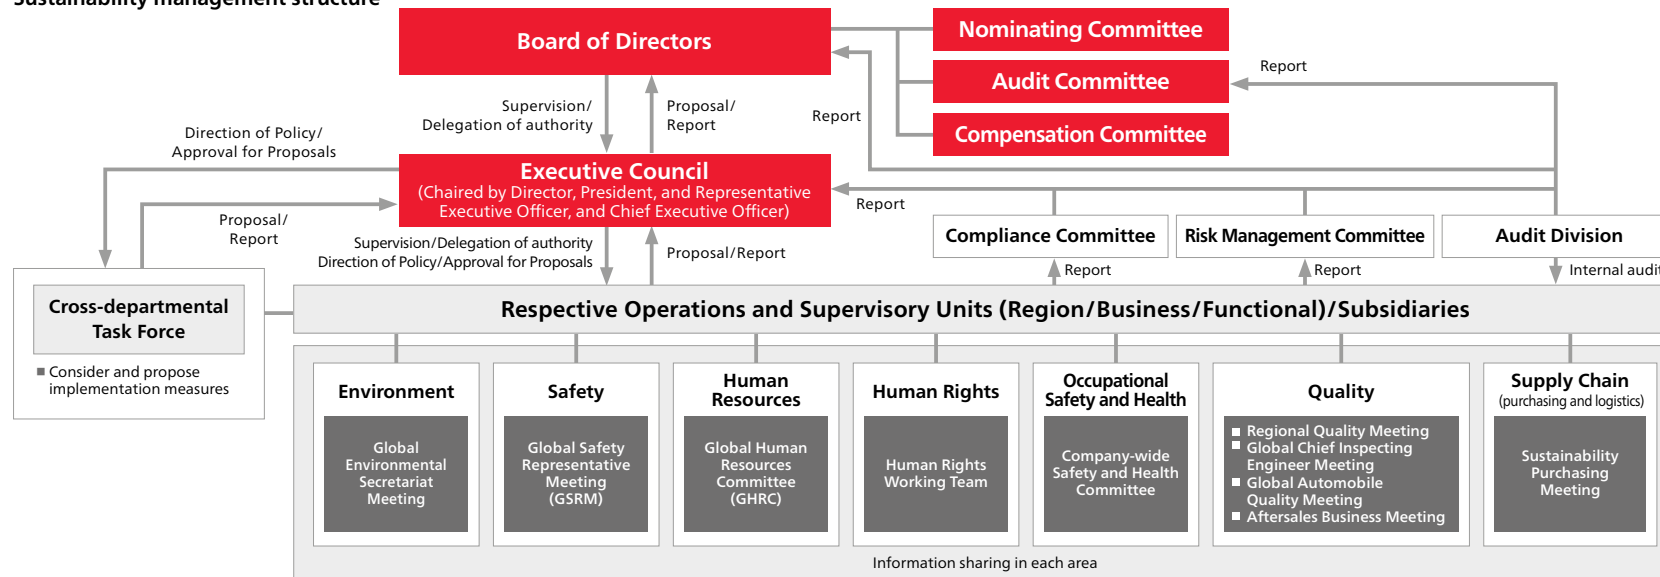 Sustainability management structure
Board of Directors
Nominating Committee
Audit Committee
Compensation Committee
Report
Report
Supervision/
Delegation of authority
Proposal/
Report
Direction of Policy/
Approval for Proposals
Executive Council
(Chaired by Director, President, and Representative
Executive Officer, and Chief Executive Officer)
Report
Proposal/
Report
Supervision/Delegation of authority
Direction of Policy/Approval for Proposals
Proposal/Report
Compliance Committee
Risk Management Committee
Audit Division
Report
Report
Internal audit
Cross-departmental
Task Force
■ Consider and propose
implementation measures
Respective Operations and Supervisory Units (Region/Business/Functional)/Subsidiaries
Environment
Global
Environmental
Secretariat
Meeting
Safety
Global Safety
Representative
Meeting
(GSRM)
Human
Resources
Global Human
Resources
Committee
(GHRC)
Human Rights
Human Rights
Working Team
Occupational
Safety and Health
Company-wide
Safety and Health
Committee
Quality
■ Regional Quality Meeting
■ Global Chief Inspecting
Engineer Meeting
■ Global Automobile
Quality Meeting
■ Aftersales Business Meeting
Supply Chain
(purchasing and logistics)
Sustainability
Purchasing
Meeting
Information sharing in each area